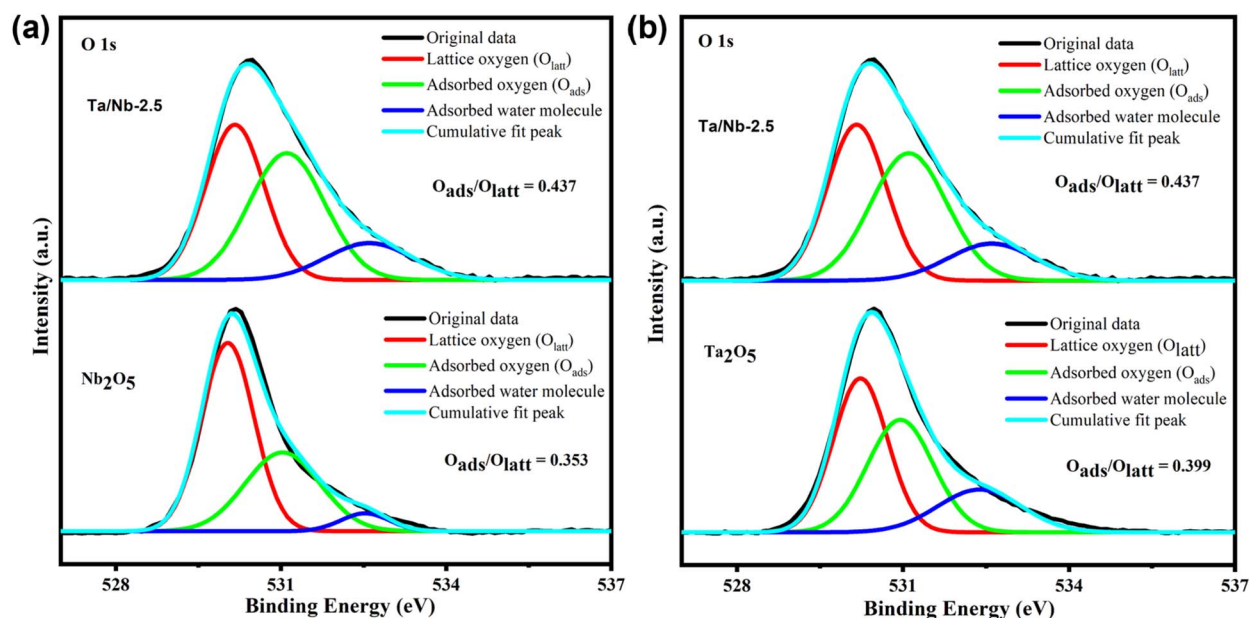 (a)
O 1s
Original data
Lattice oxygen (Olatt)
Adsorbed oxygen (Oads)
Adsorbed water molecule
Cumulative fit peak
Ta/Nb-2.5
Oads/Olatt = 0.437
Original data
Lattice oxygen (Olatt)
Adsorbed oxygen (Oads)
Adsorbed water molecule
Cumulative fit peak
Nb2O5
Oads/Olatt = 0.353
Intensity (a.u.)
528 531 534 537
Binding Energy (eV)
(b)
O 1s
Original data
Lattice oxygen (Olatt)
Adsorbed oxygen (Oads)
Adsorbed water molecule
Cumulative fit peak
Ta/Nb-2.5
Oads/Olatt = 0.437
Original data
Lattice oxygen (Olatt)
Adsorbed oxygen (Oads)
Adsorbed water molecule
Cumulative fit peak
Ta2O5
Oads/Olatt = 0.399
Intensity (a.u.)
528 531 534 537
Binding Energy (eV)